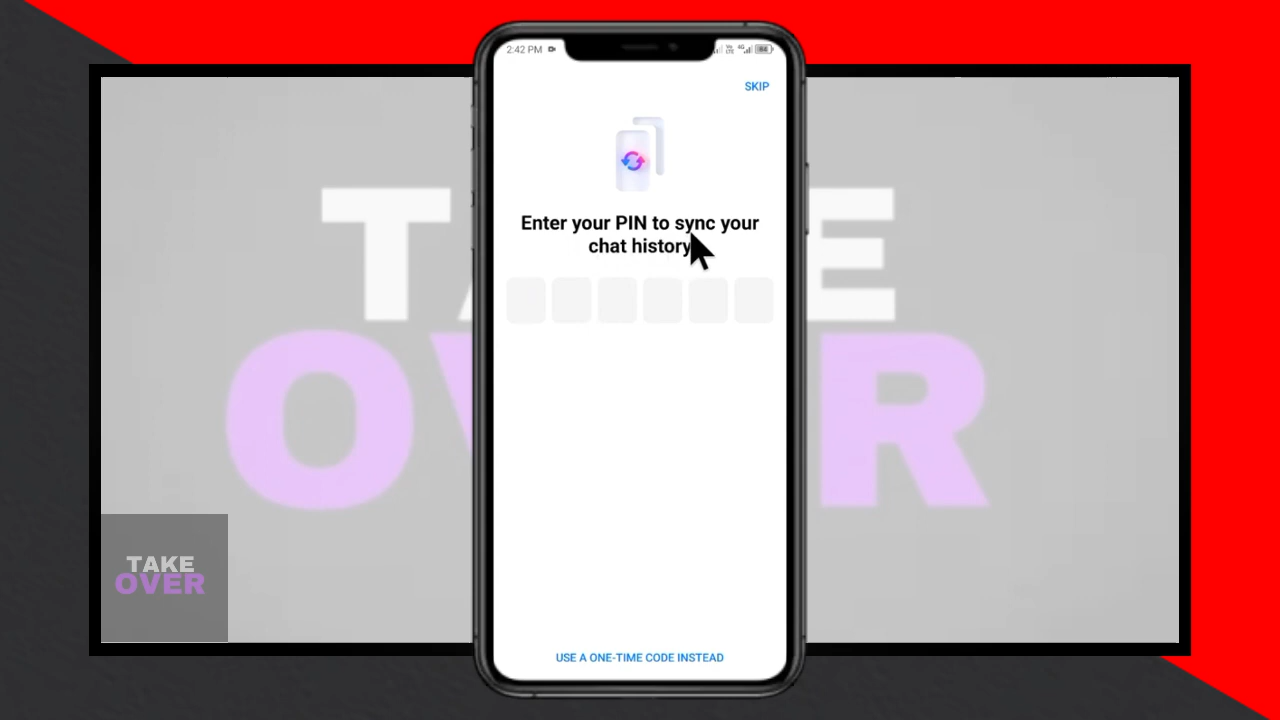 2:42 PM
SKIP
Enter your PIN to sync your
chat history
USE A ONE-TIME CODE INSTEAD
TAKE
OVER